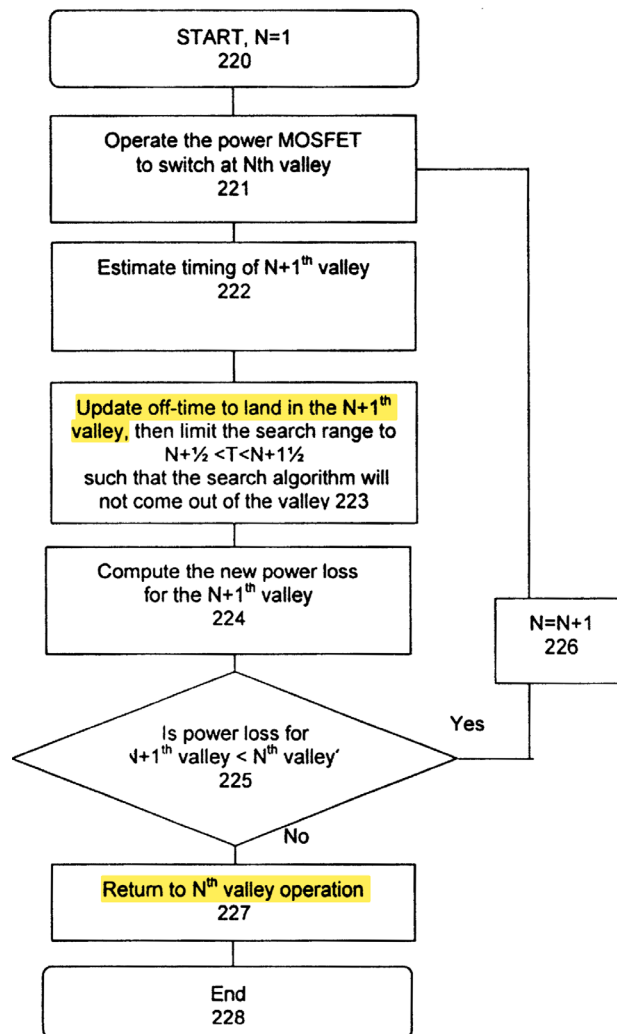 START, N=1
220
Operate the power MOSFET
to switch at Nth valley
221
Estimate timing of N+1th valley
222
Update off-time to land in the N+1th
valley, then limit the search range to
N+½ <T<N+1½
such that the search algorithm will
not come out of the valley 223
Compute the new power loss
for the N+1th valley
224
N=N+1
226
Is power loss for
N+1th valley < Nth valley?
225
Yes
No
Return to Nth valley operation
227
End
228